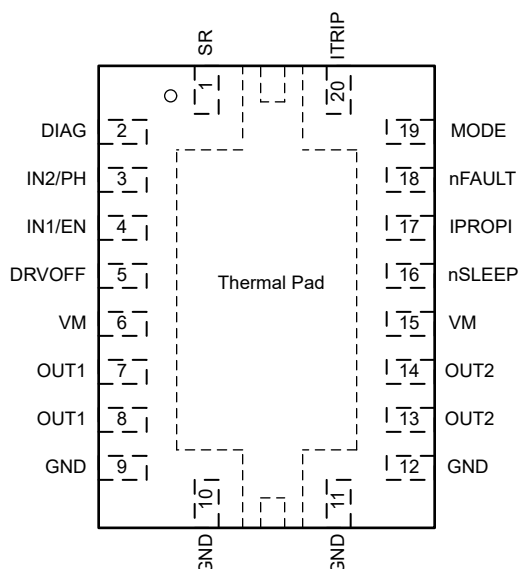 SR
ITRIP
1
20
DIAG 2
19 MODE
IN2/PH 3
18 nFAULT
IN1/EN 4
17 IPROPI
DRVOFF 5
Thermal Pad
16 nSLEEP
VM 6
15 VM
OUT1 7
14 OUT2
OUT1 8
13 OUT2
GND 9
12 GND
10
11
GND
GND